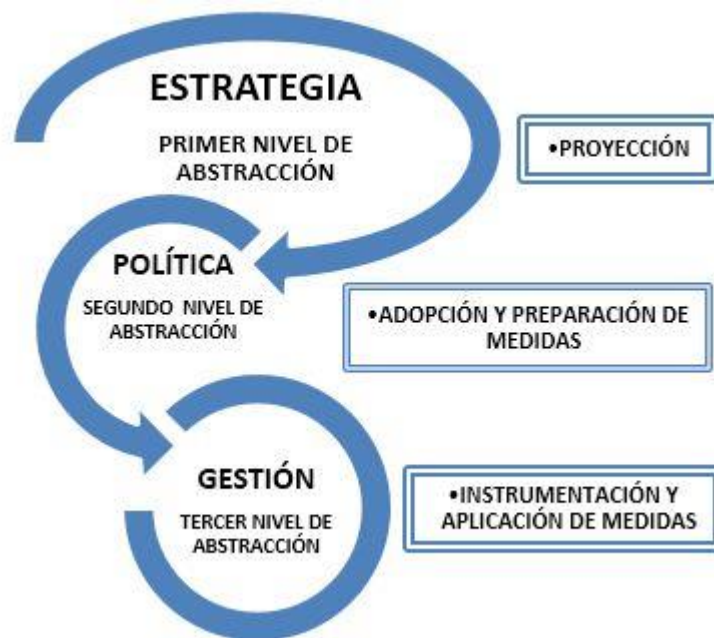 ESTRATEGIA
PRIMER NIVEL DE
ABSTRACCIÓN
•PROYECCIÓN
POLÍTICA
SEGUNDO NIVEL DE
ABSTRACCIÓN
•ADOPCIÓN Y PREPARACIÓN DE
MEDIDAS
GESTIÓN
TERCER NIVEL DE
ABSTRACCIÓN
•INSTRUMENTACIÓN Y
APLICACIÓN DE MEDIDAS